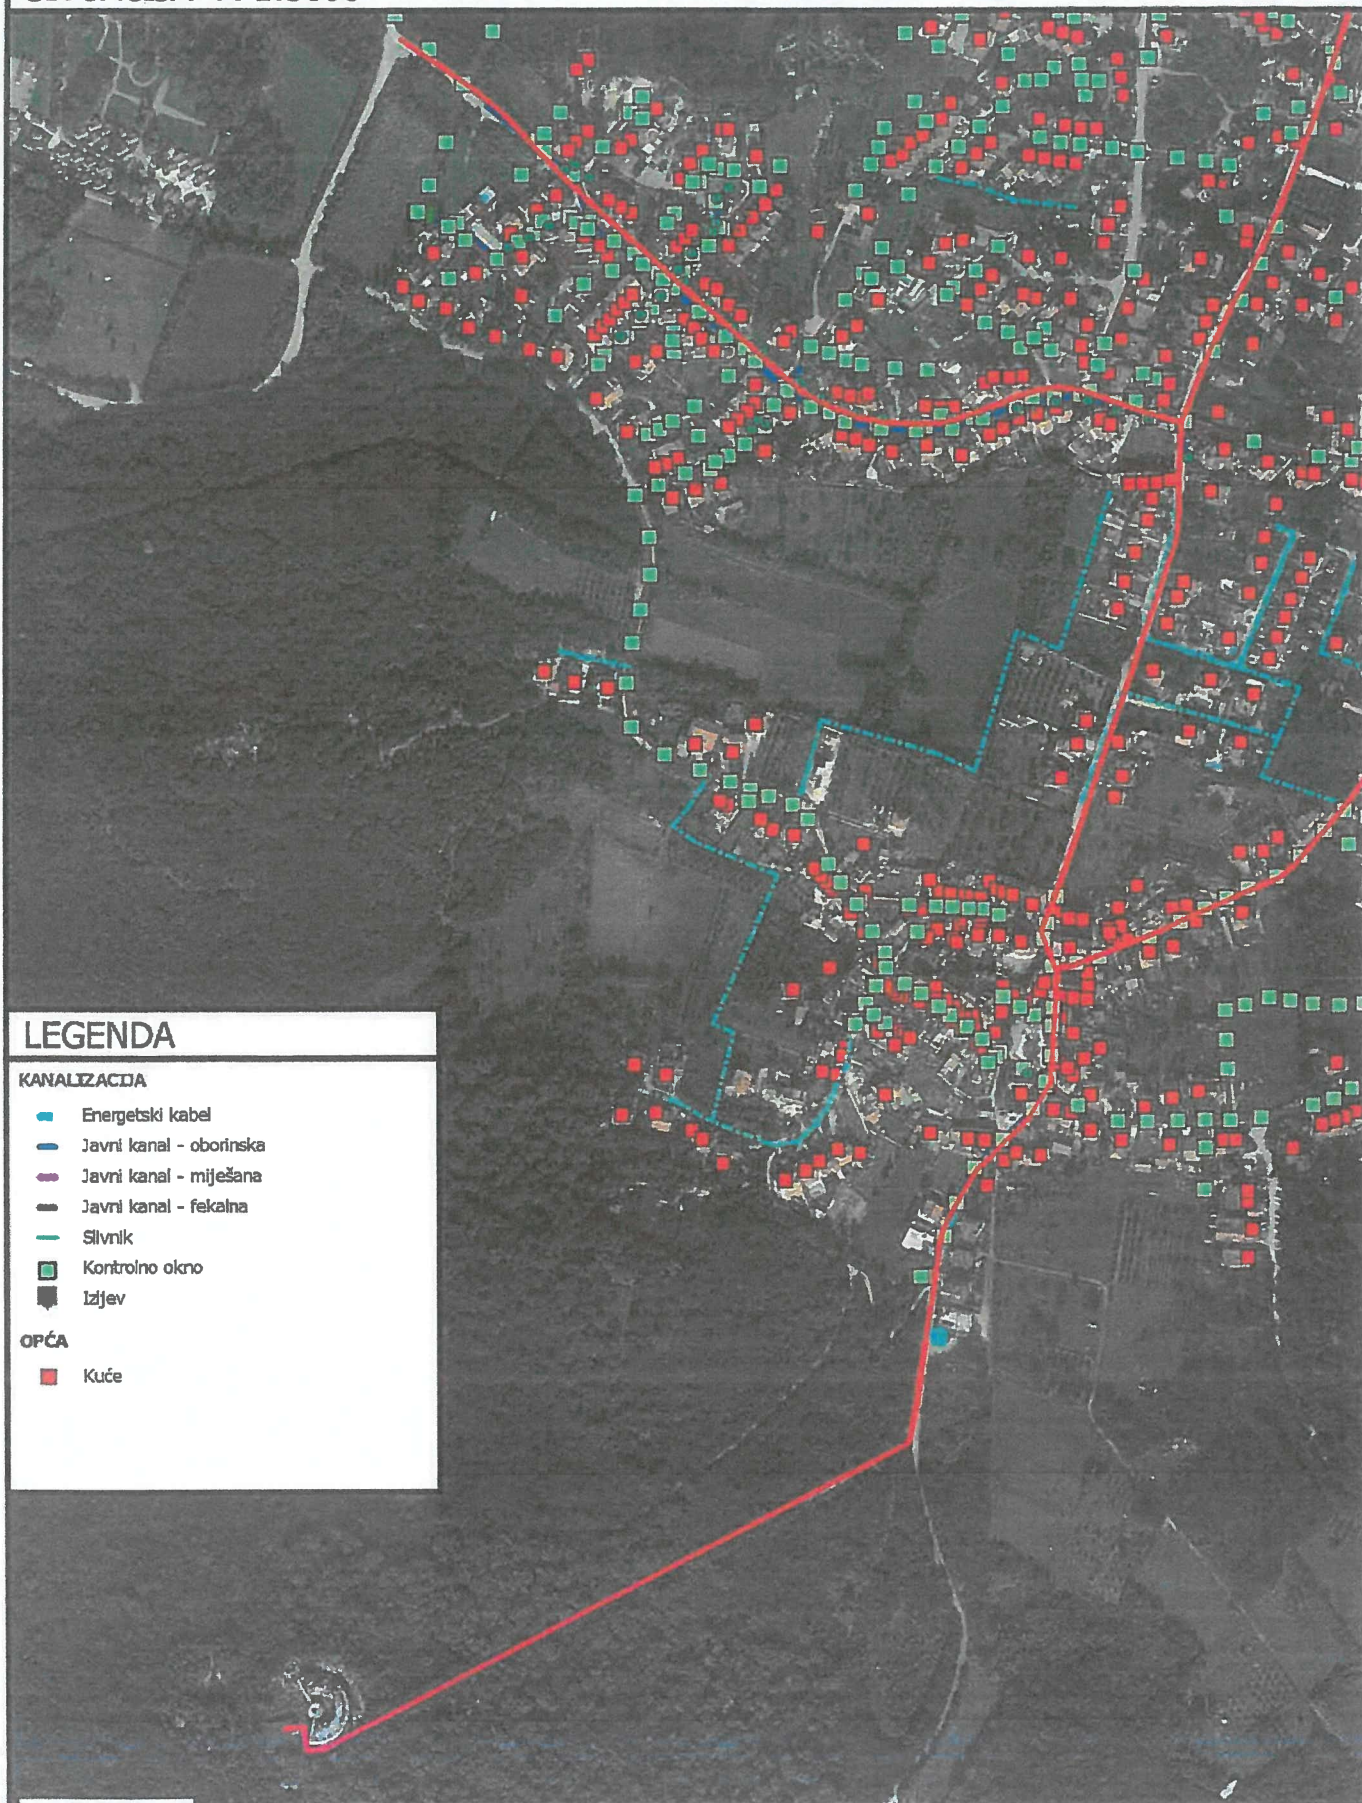 LEGENDA
KANALIZACIJA
Energetski kabel
Javni kanal - oborinska
Javni kanal - miješana
Javni kanal - fekalna
Slivnik
Kontrolno okno
Izljev
OPĆA
Kuće